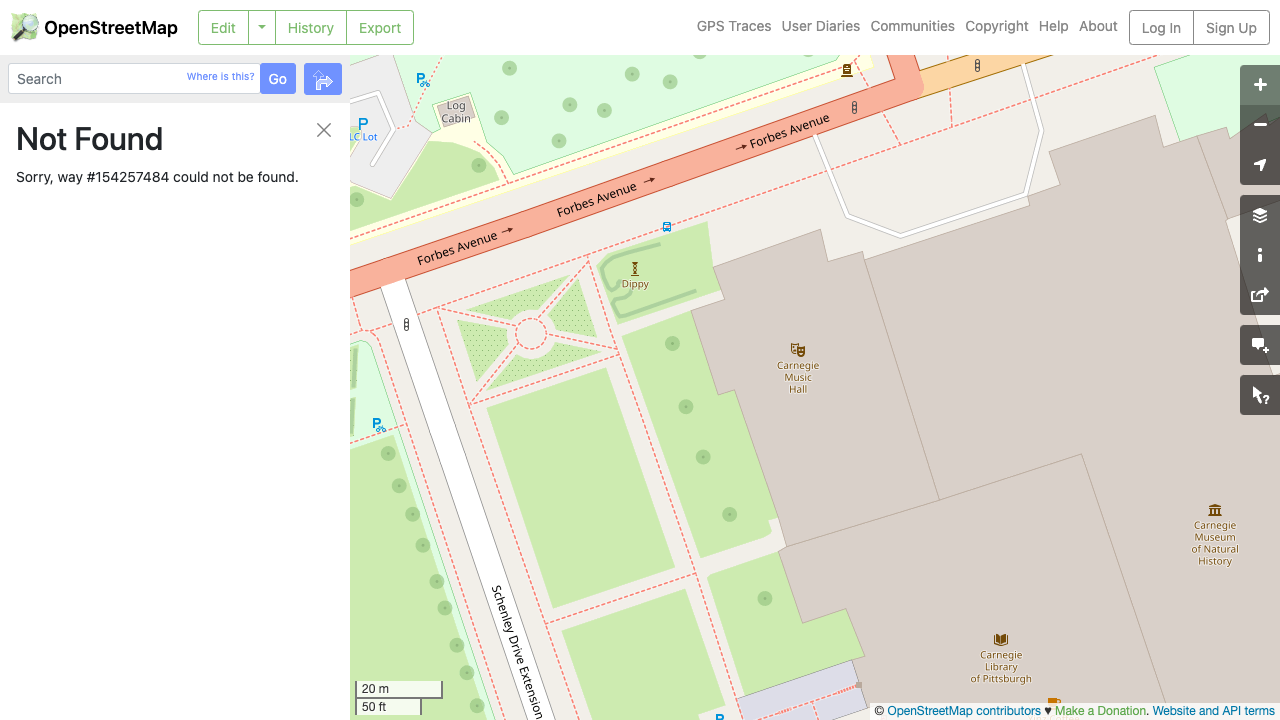 OpenStreetMap
Edit
History
Export
GPS Traces
User Diaries
Communities
Copyright
Help
About
Log In
Sign Up
Search
Where is this?
Go
Not Found
Sorry, way #154257484 could not be found.
Log
Cabin
P
LC Lot
Forbes Avenue
Forbes Avenue
Forbes Avenue
Dippy
Carnegie
Music
Hall
Carnegie
Museum
of Natural
History
Carnegie
Library
of Pittsburgh
Schenley Drive Extension
P
P
P
20 m
50 ft
© OpenStreetMap contributors ♥ Make a Donation. Website and API terms